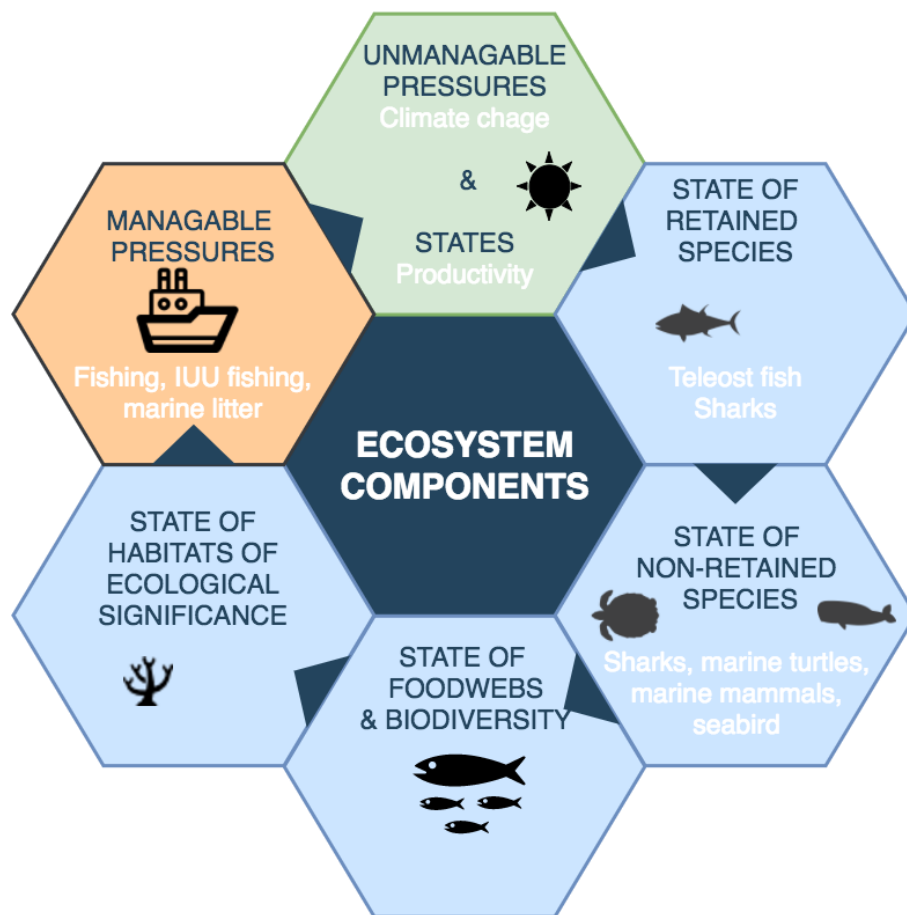 UNMANAGABLE
PRESSURES
Climate chage
&
STATES
Productivity
MANAGABLE
PRESSURES
Fishing, IUU fishing,
marine litter
STATE OF
RETAINED
SPECIES
Teleost fish
Sharks
ECOSYSTEM
COMPONENTS
STATE OF
HABITATS OF
ECOLOGICAL
SIGNIFICANCE
STATE OF
NON-RETAINED
SPECIES
Sharks, marine turtles,
marine mammals,
seabird
STATE OF
FOODWEBS
& BIODIVERSITY